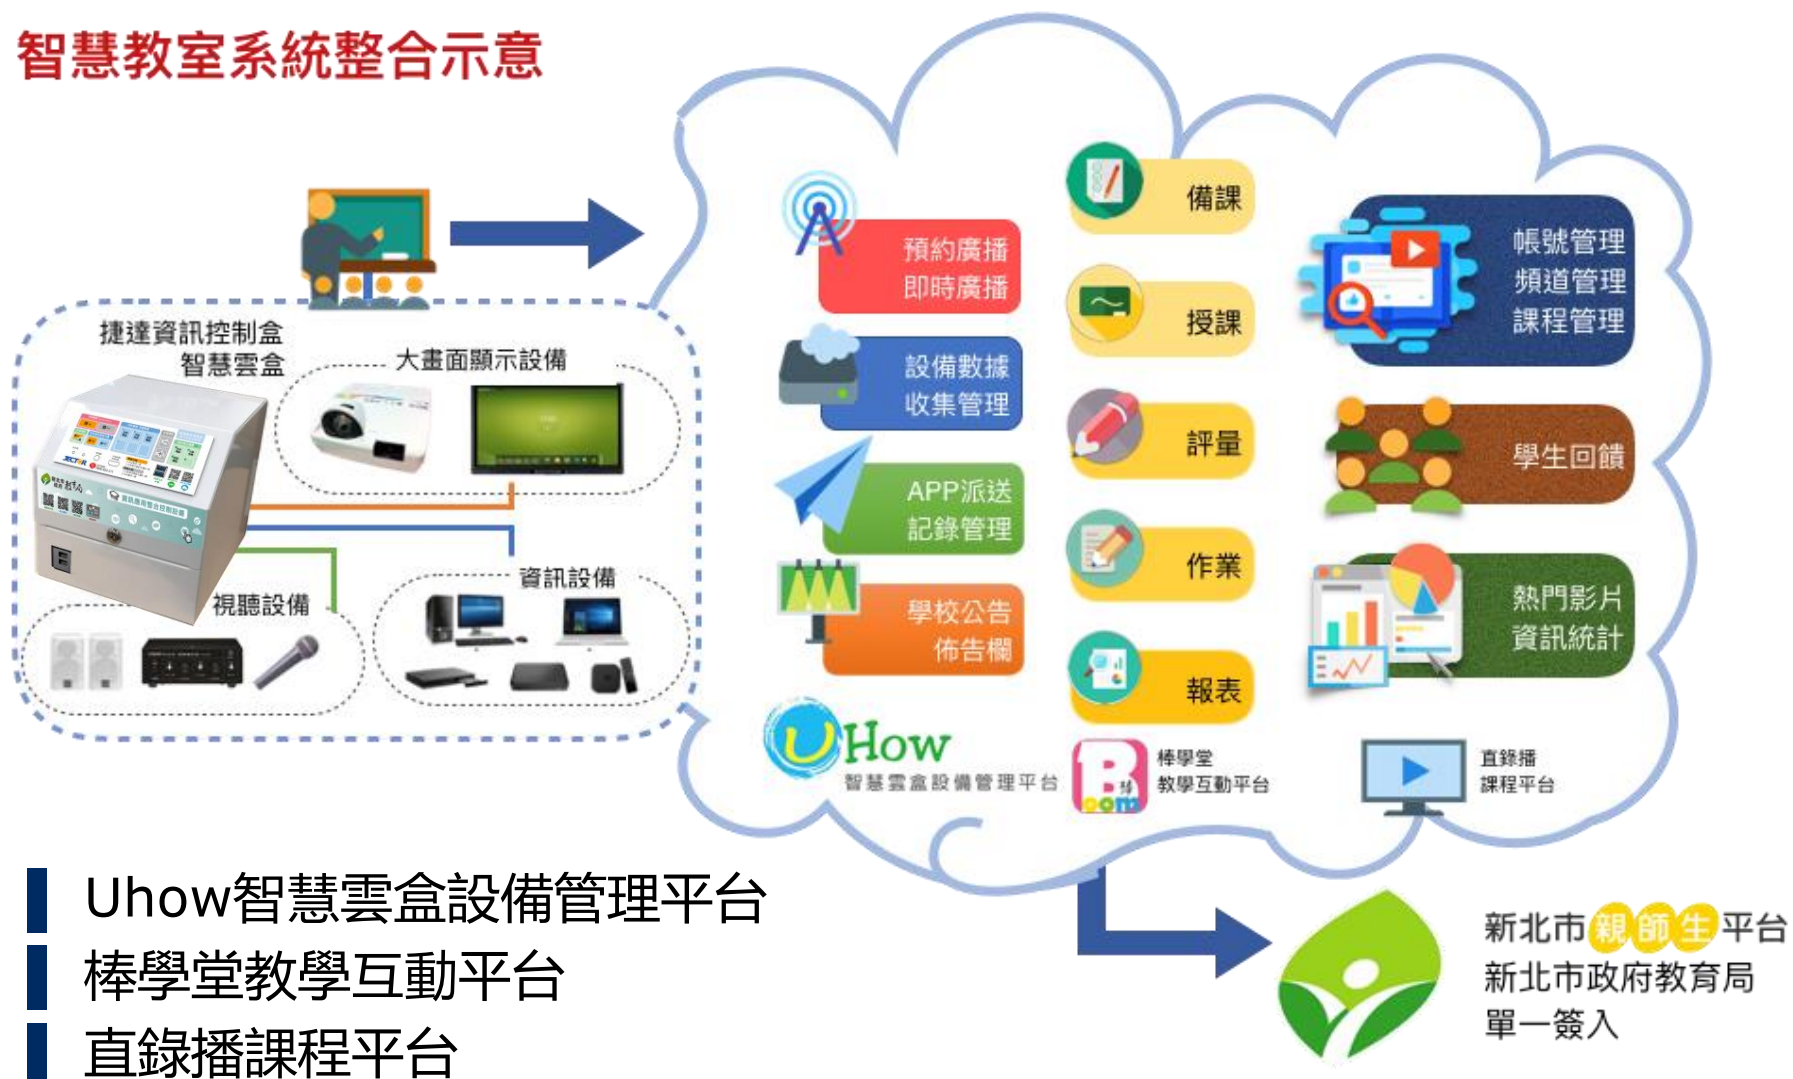 智慧教室系統整合示意
捷達資訊控制盒
智慧雲盒
大畫面顯示設備
資訊設備
視聽設備
預約廣播
即時廣播
設備數據
收集管理
APP派送
記錄管理
學校公告
佈告欄
UHow
智慧雲盒設備管理平台
備課
授課
評量
作業
報表
Boom
棒學堂
教學互動平台
帳號管理
頻道管理
課程管理
學生回饋
熱門影片
資訊統計
直錄播
課程平台
Uhow智慧雲盒設備管理平台
棒學堂教學互動平台
直錄播課程平台
新北市親師生平台
新北市政府教育局
單一簽入